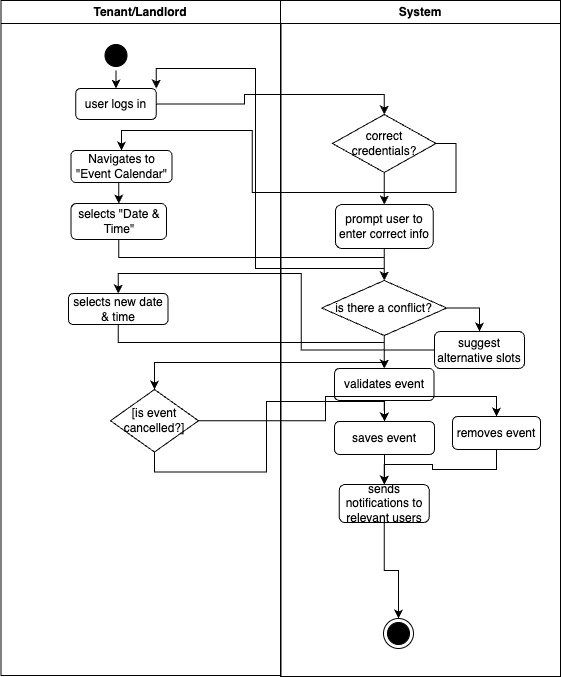 Tenant/Landlord
System
user logs in
correct
credentials?
Navigates to
"Event Calendar"
selects "Date &
Time"
prompt user to
enter correct info
selects new date
& time
is there a conflict?
suggest
alternative slots
validates event
[is event
cancelled?]
saves event
removes event
sends
notifications to
relevant users